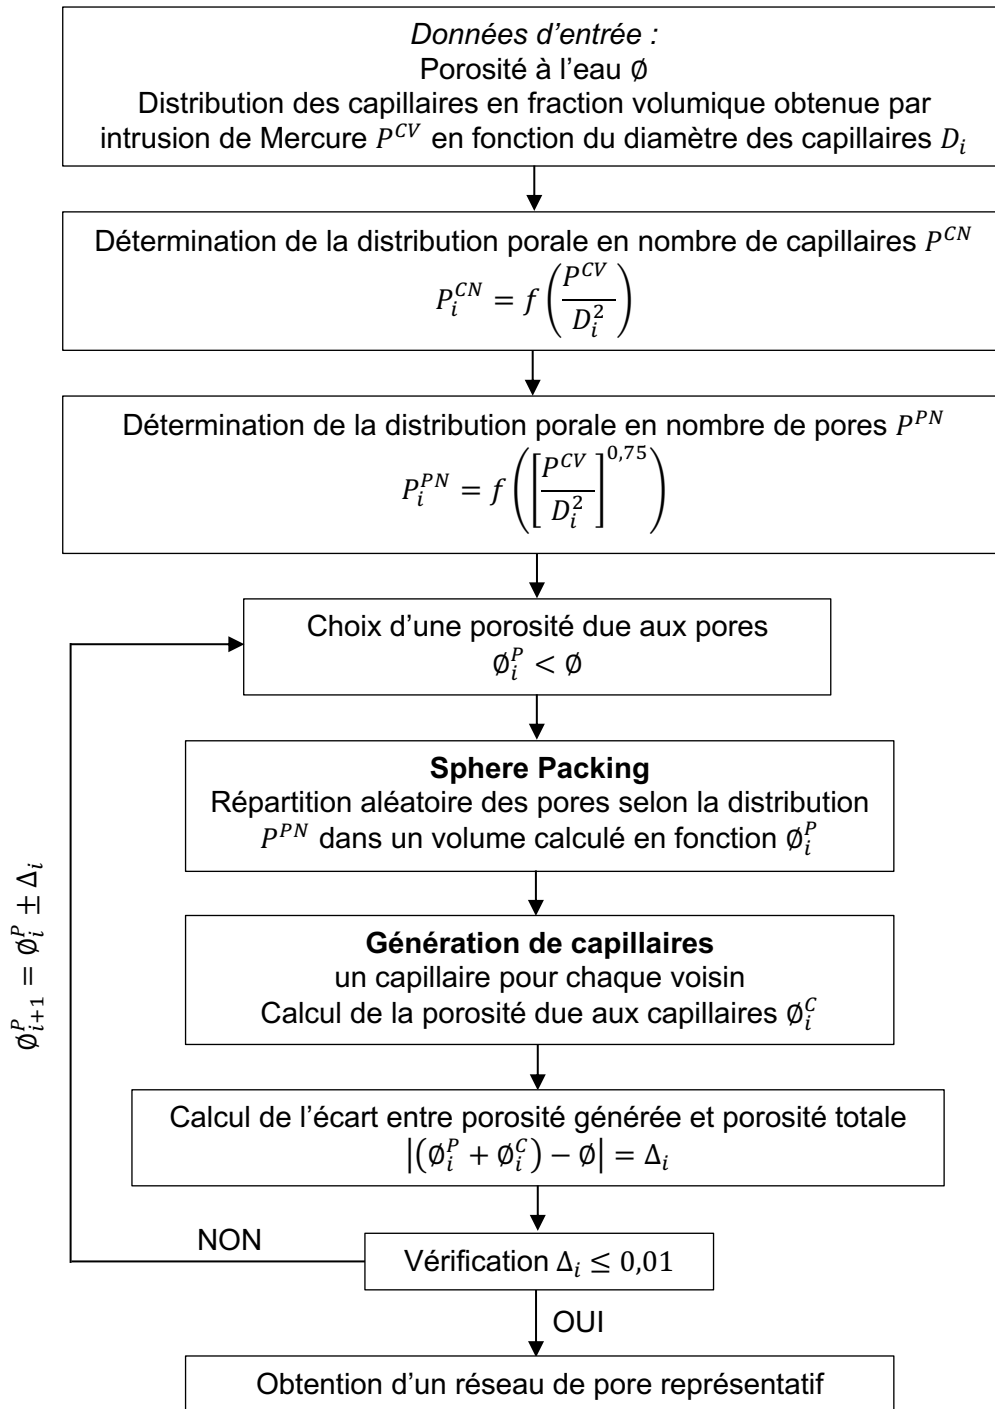 Données d'entrée :
Porosité à l'eau ∅
Distribution des capillaires en fraction volumique obtenue par
intrusion de Mercure P^{CV} en fonction du diamètre des capillaires D_i
Détermination de la distribution porale en nombre de capillaires P^{CN}
P_i^{CN} = f(P^{CV}/D_i^2)
Détermination de la distribution porale en nombre de pores P^{PN}
P_i^{PN} = f([P^{CV}/D_i^2]^{0,75})
Choix d'une porosité due aux pores
∅_i^P < ∅
Sphere Packing
Répartition aléatoire des pores selon la distribution
P^{PN} dans un volume calculé en fonction ∅_i^P
Génération de capillaires
un capillaire pour chaque voisin
Calcul de la porosité due aux capillaires ∅_i^C
Calcul de l'écart entre porosité générée et porosité totale
|(∅_i^P + ∅_i^C) − ∅| = Δ_i
Vérification Δ_i ≤ 0,01
NON
∅_{i+1}^P = ∅_i^P ± Δ_i
OUI
Obtention d'un réseau de pore représentatif